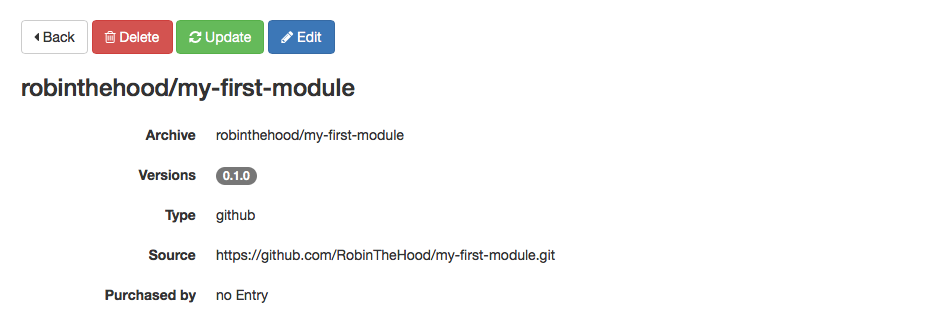 Back Delete Update Edit
robinthehood/my-first-module
Archive robinthehood/my-first-module
Versions 0.1.0
Type github
Source https://github.com/RobinTheHood/my-first-module.git
Purchased by no Entry